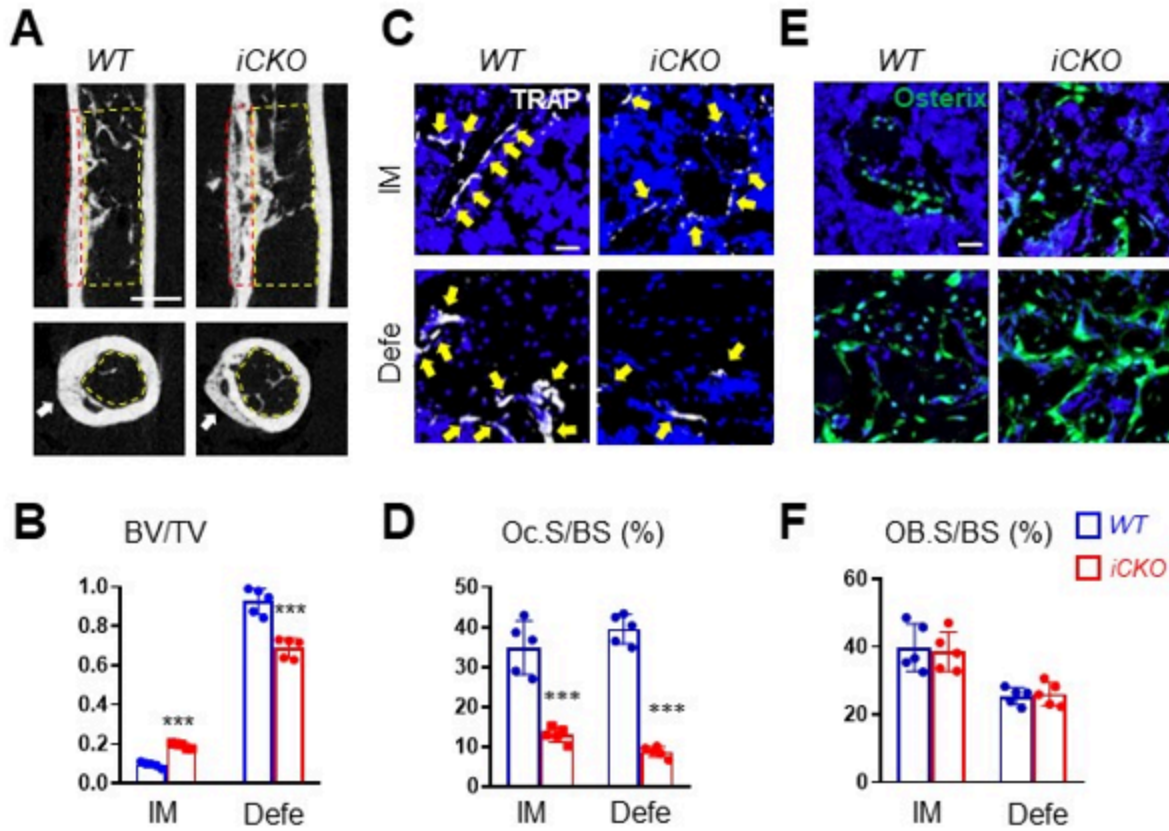 A
WT
iCKO
C
WT
iCKO
TRAP
IM
Defe
E
WT
iCKO
Osterix
B
BV/TV
1.0
0.8
0.6
0.4
0.2
0.0
***
***
IM
Defe
D
Oc.S/BS (%)
50
40
30
20
10
0
***
***
IM
Defe
F
OB.S/BS (%)
WT
iCKO
60
40
20
0
IM
Defe